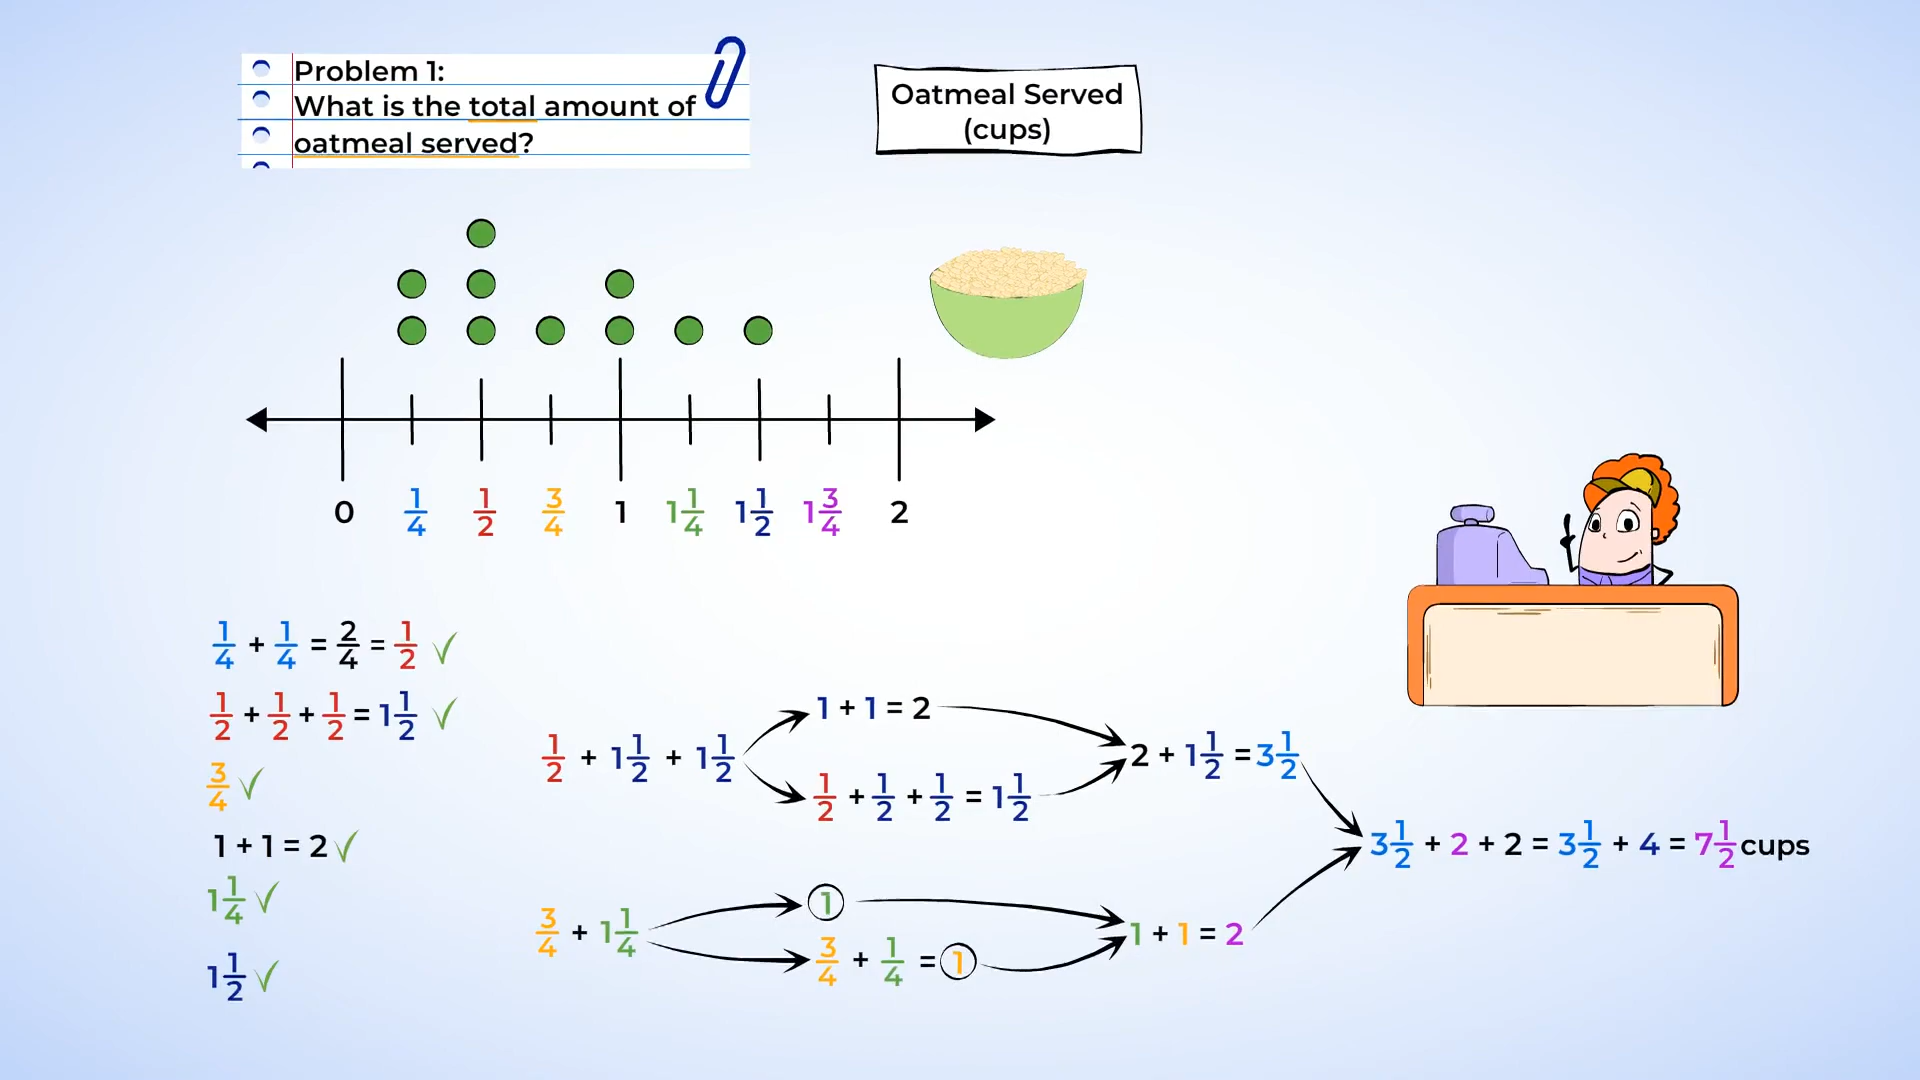 Problem 1:
What is the total amount of
oatmeal served?
Oatmeal Served
(cups)
0 1/4 1/2 3/4 1 1 1/4 1 1/2 1 3/4 2
1/4 + 1/4 = 2/4 = 1/2 ✓
1/2 + 1/2 + 1/2 = 1 1/2 ✓
3/4 ✓
1 + 1 = 2 ✓
1 1/4 ✓
1 1/2 ✓
1/2 + 1 1/2 + 1 1/2
1 + 1 = 2
1/2 + 1/2 + 1/2 = 1 1/2
2 + 1 1/2 = 3 1/2
3/4 + 1 1/4
1
3/4 + 1/4 = 1
1 + 1 = 2
3 1/2 + 2 + 2 = 3 1/2 + 4 = 7 1/2 cups